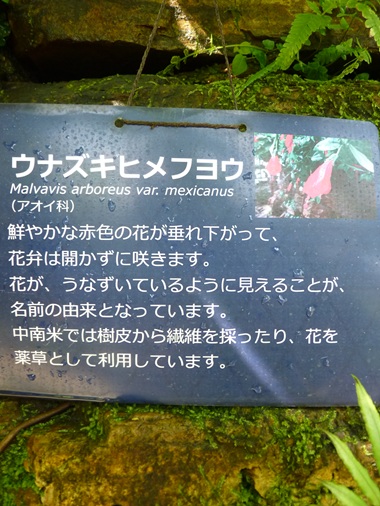 ウナズキヒメフヨウ
Malvavis arboreus var. mexicanus
（アオイ科）
鮮やかな赤色の花が垂れ下がって、
花弁は開かずに咲きます。
花が、うなずいているように見えることが、
名前の由来となっています。
中南米では樹皮から繊維を採ったり、花を
薬草として利用しています。